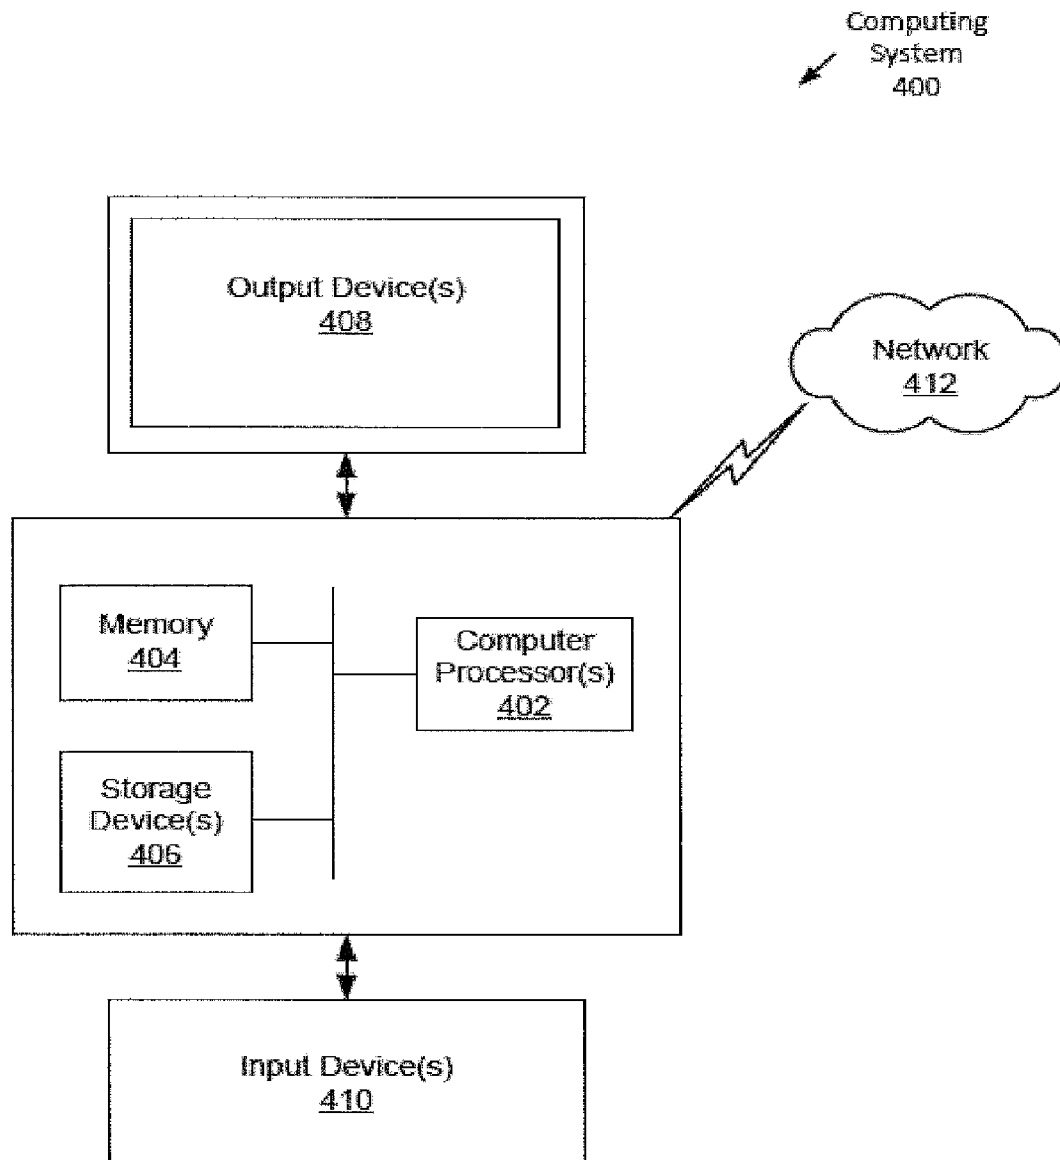 Computing
System
400
Output Device(s)
408
Network
412
Memory
404
Computer
Processor(s)
402
Storage
Device(s)
406
Input Device(s)
410